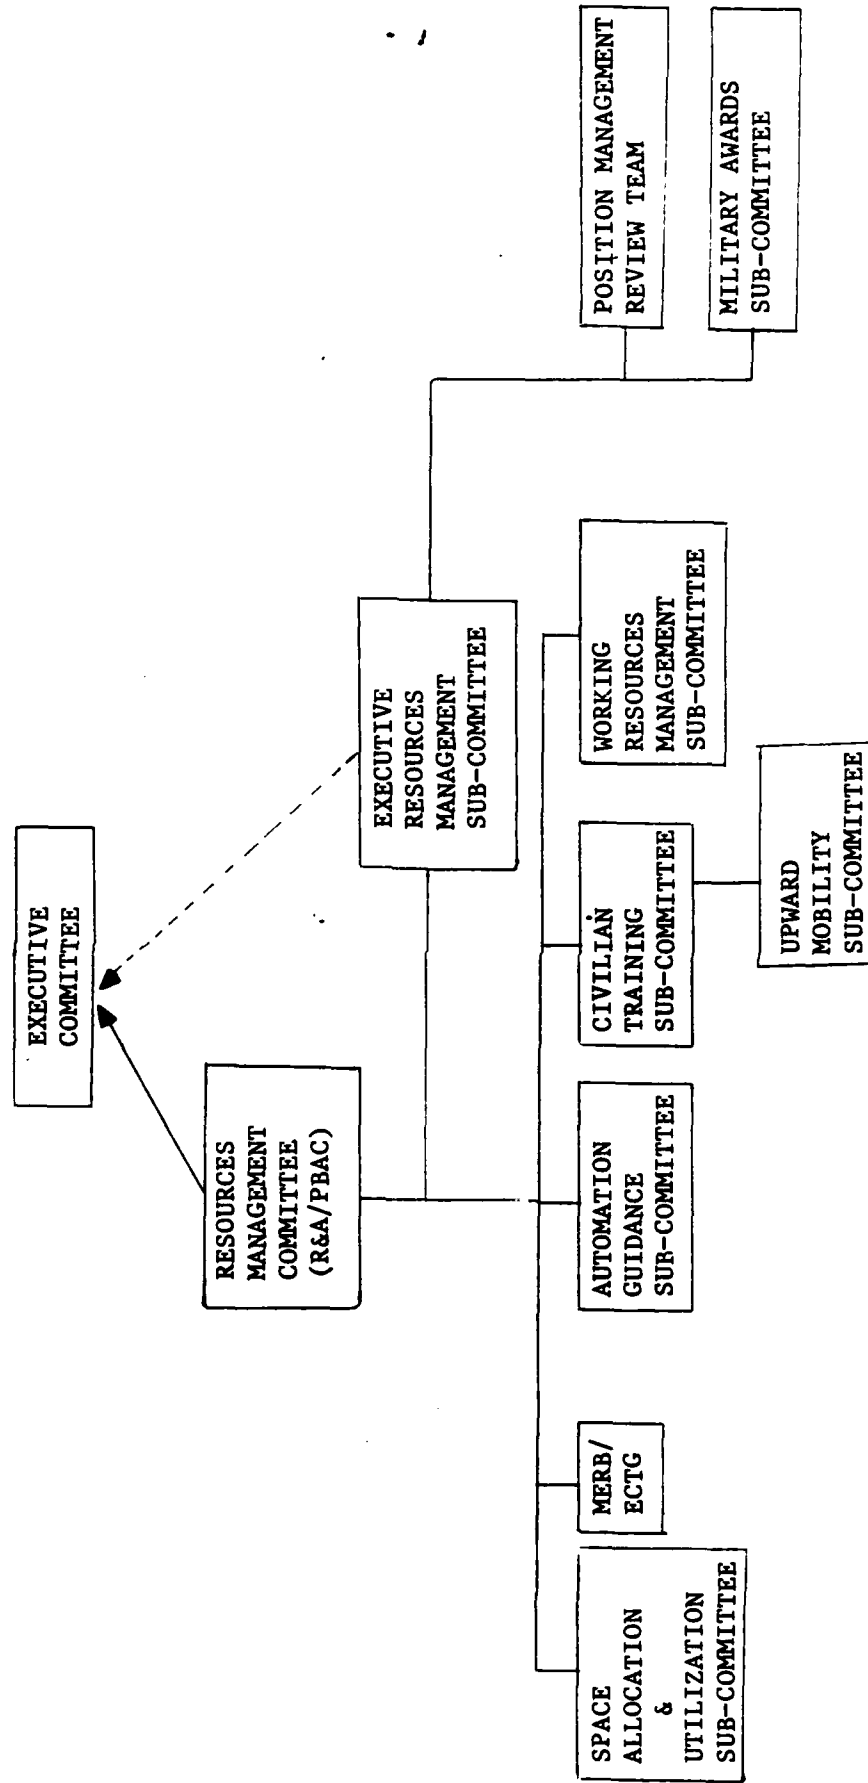 EXECUTIVE
COMMITTEE
RESOURCES
MANAGEMENT
COMMITTEE
(R&A/PBAC)
EXECUTIVE
RESOURCES
MANAGEMENT
SUB-COMMITTEE
SPACE
ALLOCATION
&
UTILIZATION
SUB-COMMITTEE
MERB/
ECTG
AUTOMATION
GUIDANCE
SUB-COMMITTEE
CIVILIAN
TRAINING
SUB-COMMITTEE
WORKING
RESOURCES
MANAGEMENT
SUB-COMMITTEE
POSITION MANAGEMENT
REVIEW TEAM
MILITARY AWARDS
SUB-COMMITTEE
UPWARD
MOBILITY
SUB-COMMITTEE